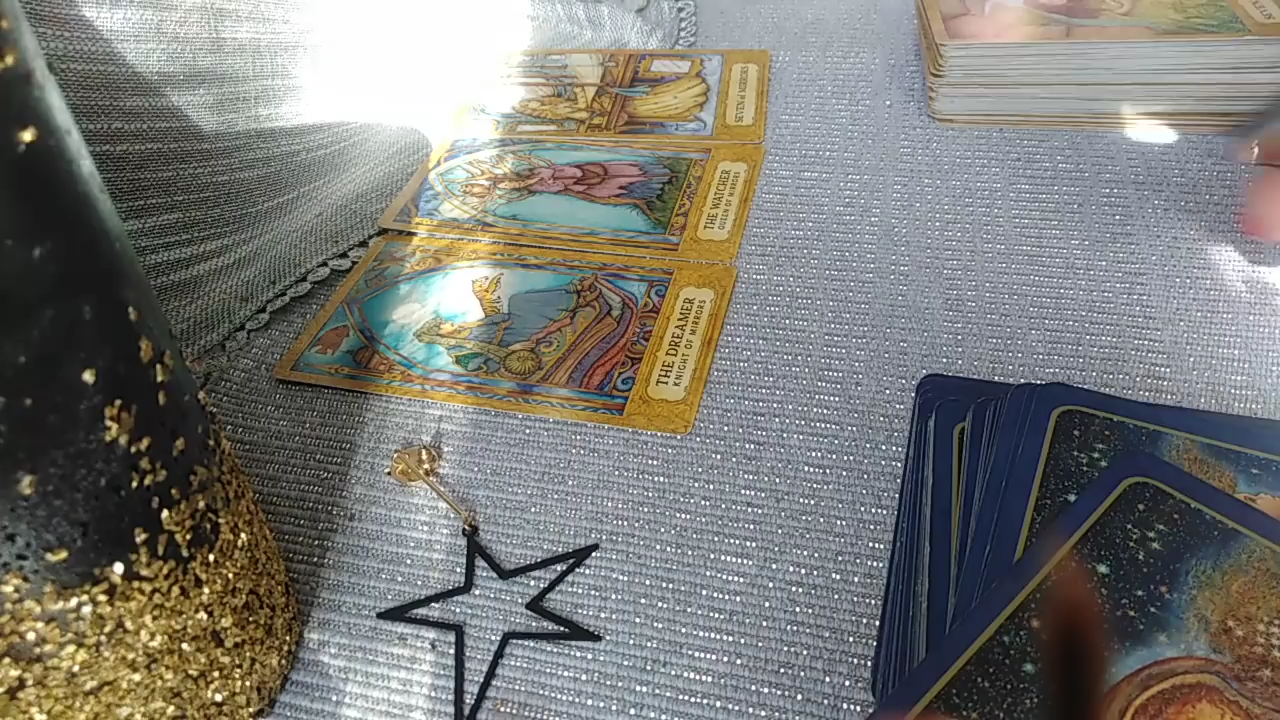 SEVEN of MIRRORS
THE WATCHER
QUEEN OF MIRRORS
THE DREAMER
KNIGHT OF MIRRORS